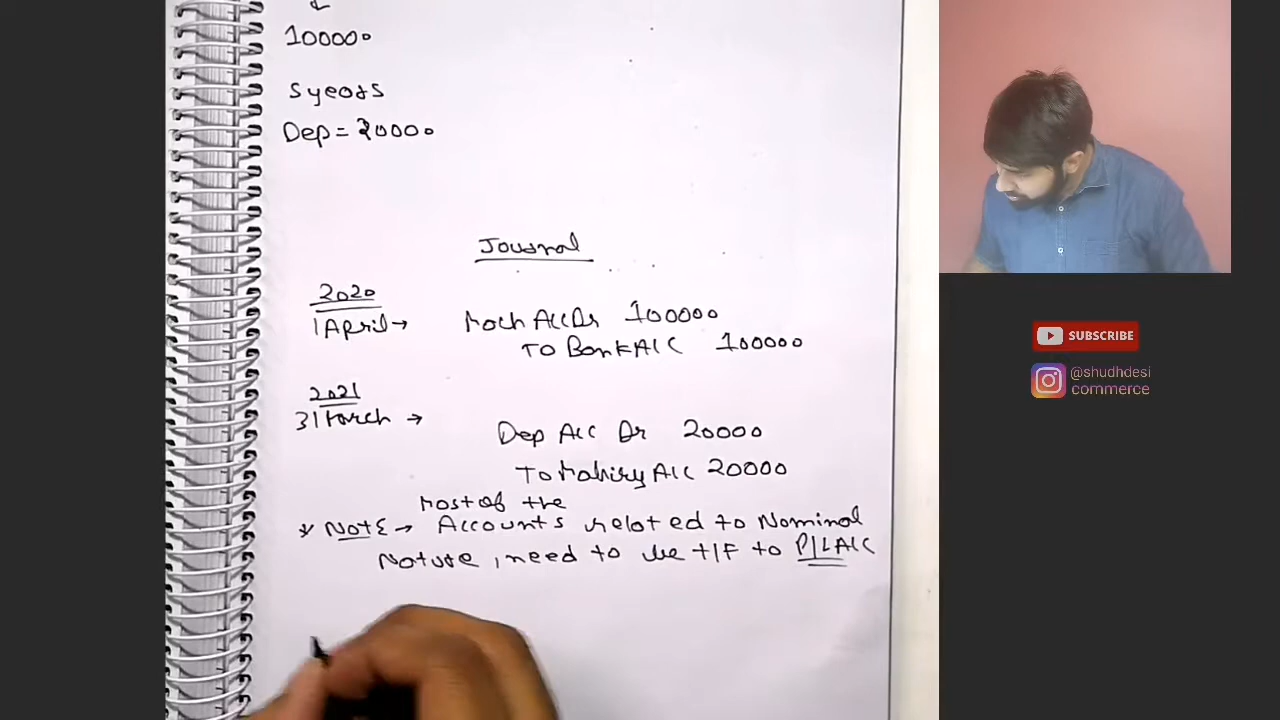 100000
5 years
Dep = 20000
Journal
2020
1 April → Mach A/c Dr 100000
To Bank A/c 100000
2021
31 March →
Dep A/c Dr 20000
To Mahiry A/c 20000
Most of the
* NOTE → Accounts related to Nominal
Nature, need to be T/F to P/L A/c
SUBSCRIBE
@shudhdesi
commerce